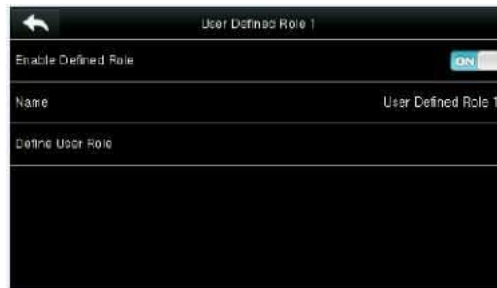 User Defined Role 1
Enable Defined Role
ON
Name
User Defined Role 1
Define User Role